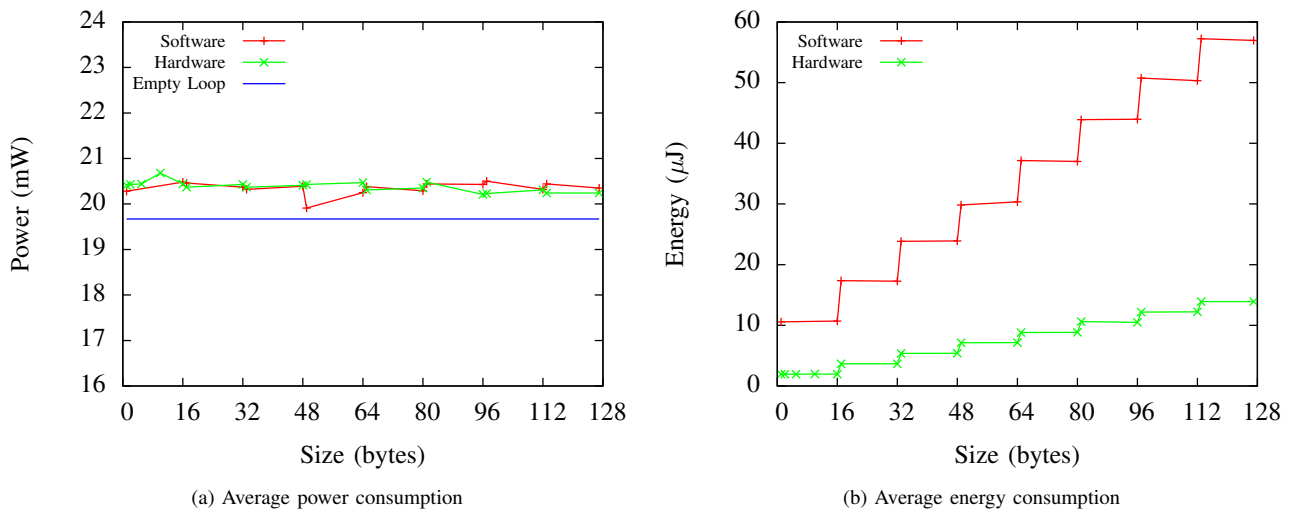 24
23
22
21
20
19
18
17
16
0 16 32 48 64 80 96 112 128
Power (mW)
Size (bytes)
Software
Hardware
Empty Loop
(a) Average power consumption
60
50
40
30
20
10
0
0 16 32 48 64 80 96 112 128
Energy (μJ)
Size (bytes)
Software
Hardware
(b) Average energy consumption